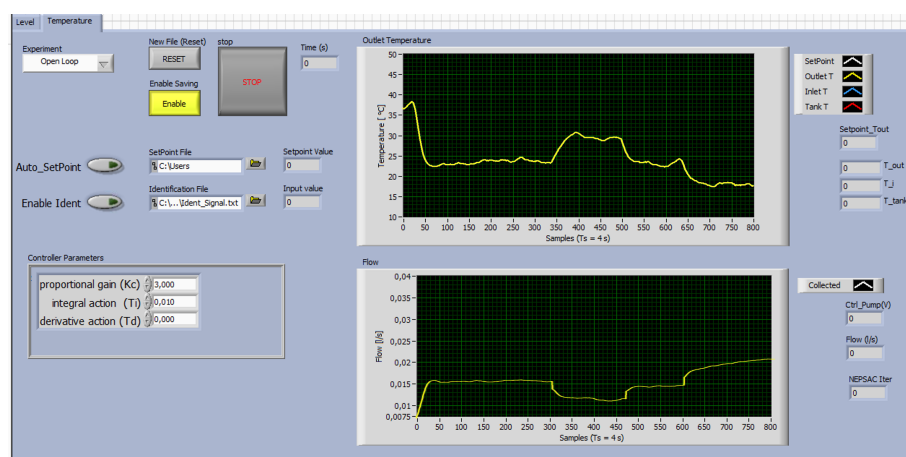 Level Temperature
Experiment
Open Loop
New File (Reset)
RESET
stop
STOP
Time (s)
0
Enable Saving
Enable
Auto_SetPoint
SetPoint File
C:\Users
Setpoint Value
0
Enable Ident
Identification File
C:\...\Ident_Signal.txt
Input value
0
Controller Parameters
proportional gain (Kc) 3,000
integral action (Ti) 0,010
derivative action (Td) 0,000
Outlet Temperature
Temperature [ °C]
50
45
40
35
30
25
20
15
10
0 50 100 150 200 250 300 350 400 450 500 550 600 650 700 750 800
Samples (Ts = 4 s)
SetPoint
Outlet T
Inlet T
Tank T
Setpoint_Tout
0
0 T_out
0 T_i
0 T_tank
Flow
Flow [l/s]
0,04
0,035
0,03
0,025
0,02
0,015
0,01
0,0075
0 50 100 150 200 250 300 350 400 450 500 550 600 650 700 750 800
Samples (Ts = 4 s)
Collected
Ctrl_Pump(V)
0
Flow (l/s)
0
NEPSAC Iter
0